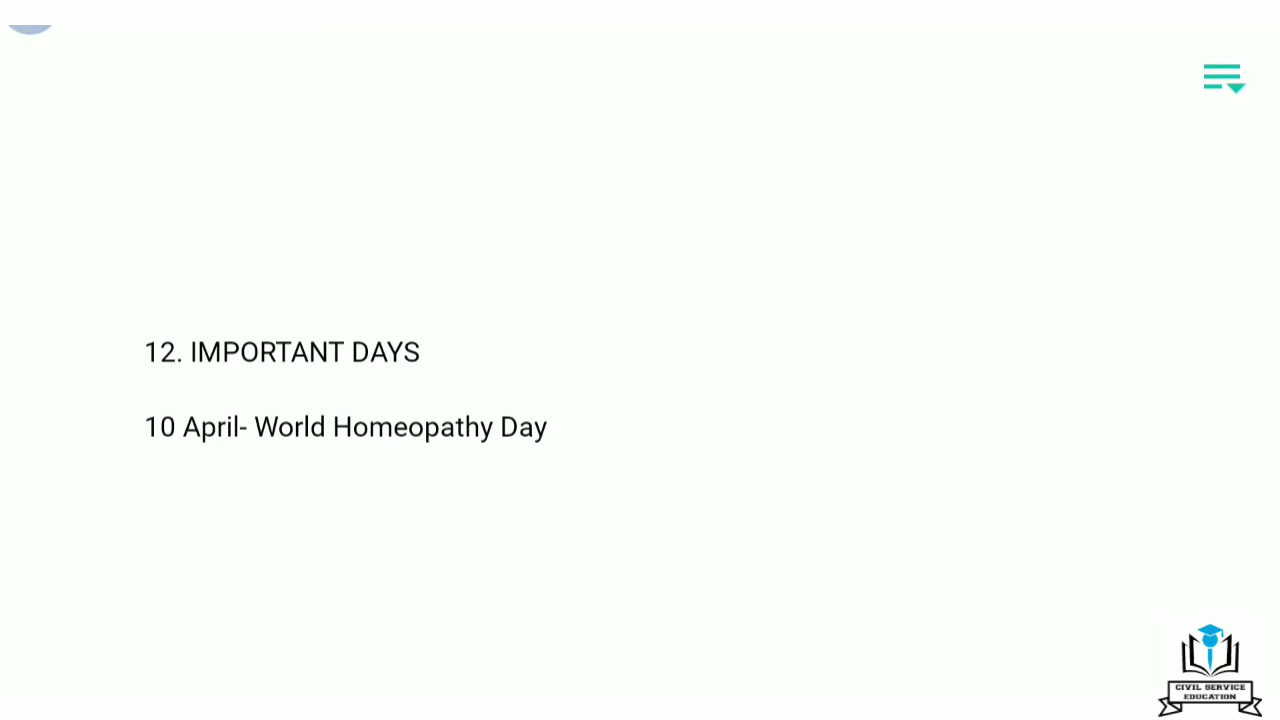 12. IMPORTANT DAYS
10 April- World Homeopathy Day
CIVIL SERVICE
EDUCATION